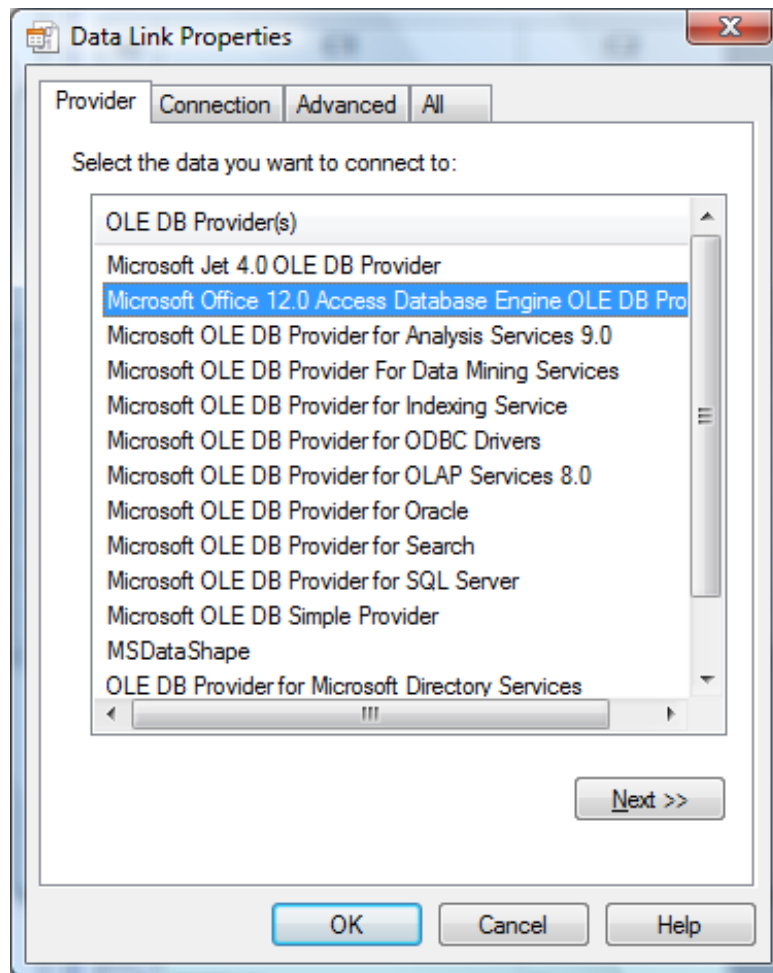 Data Link Properties
Provider Connection Advanced All
Select the data you want to connect to:
OLE DB Provider(s)
Microsoft Jet 4.0 OLE DB Provider
Microsoft Office 12.0 Access Database Engine OLE DB Pro
Microsoft OLE DB Provider for Analysis Services 9.0
Microsoft OLE DB Provider For Data Mining Services
Microsoft OLE DB Provider for Indexing Service
Microsoft OLE DB Provider for ODBC Drivers
Microsoft OLE DB Provider for OLAP Services 8.0
Microsoft OLE DB Provider for Oracle
Microsoft OLE DB Provider for Search
Microsoft OLE DB Provider for SQL Server
Microsoft OLE DB Simple Provider
MSDataShape
OLE DB Provider for Microsoft Directory Services
Next >>
OK Cancel Help